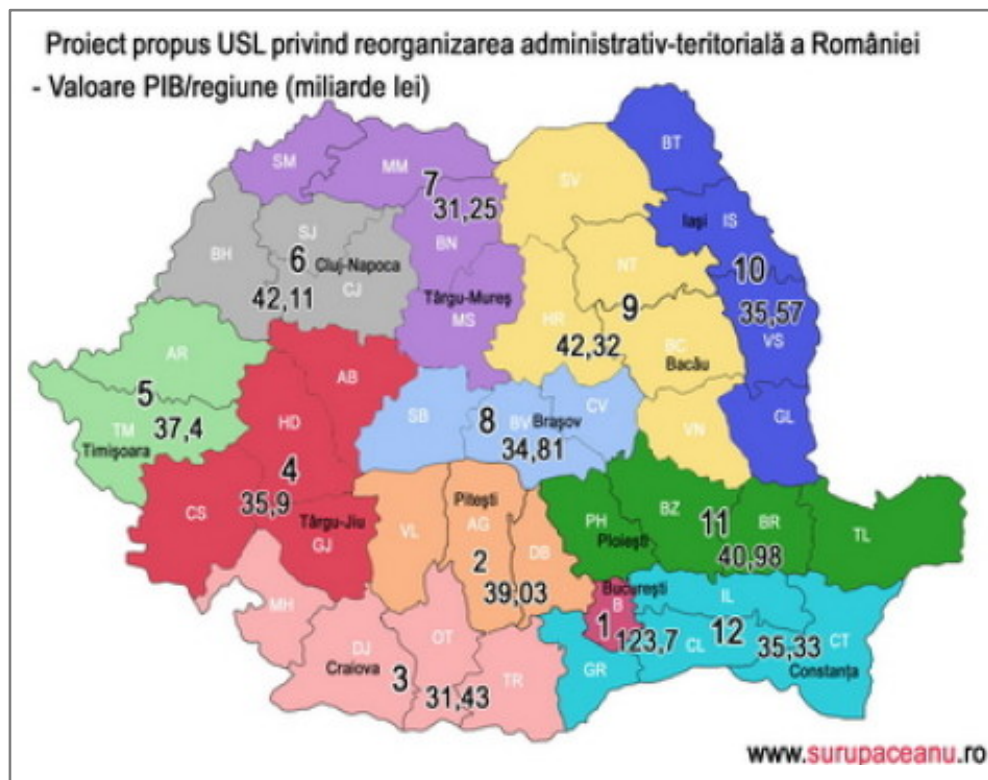 Proiect propus USL privind reorganizarea administrativ-teritorială a României
- Valoare PIB/regiune (miliarde lei)
SM
MM
7
31,25
BN
Târgu-Mureș
MS
BH
SJ
6
Cluj-Napoca
CJ
42,11
SV
NT
9
HR
42,32
BC
Bacău
VN
BT
Iași
IS
10
35,57
VS
GL
AR
5
TM
37,4
Timișoara
AB
HD
4
35,9
CS
Târgu-Jiu
GJ
SB
8
BV
Brașov
CV
34,81
VL
Pitești
AG
2
DB
39,03
PH
Ploiești
BZ
11
BR
40,98
TL
MH
DJ
Craiova
3
OT
31,43
TR
București
B
1
123,7
IL
12
CL
35,33
CT
Constanța
GR
www.surupaceanu.ro